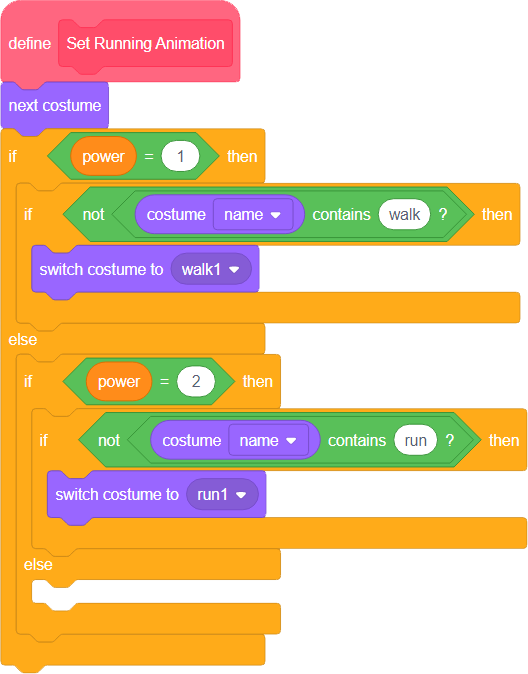 define Set Running Animation
next costume
if power = 1 then
if not costume name contains walk ? then
switch costume to walk1
else
if power = 2 then
if not costume name contains run ? then
switch costume to run1
else